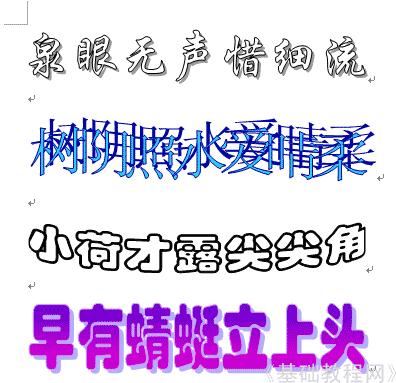 泉眼无声惜细流
树阴照水爱晴柔
小荷才露尖尖角
早有蜻蜓立上头
《基础教程网》